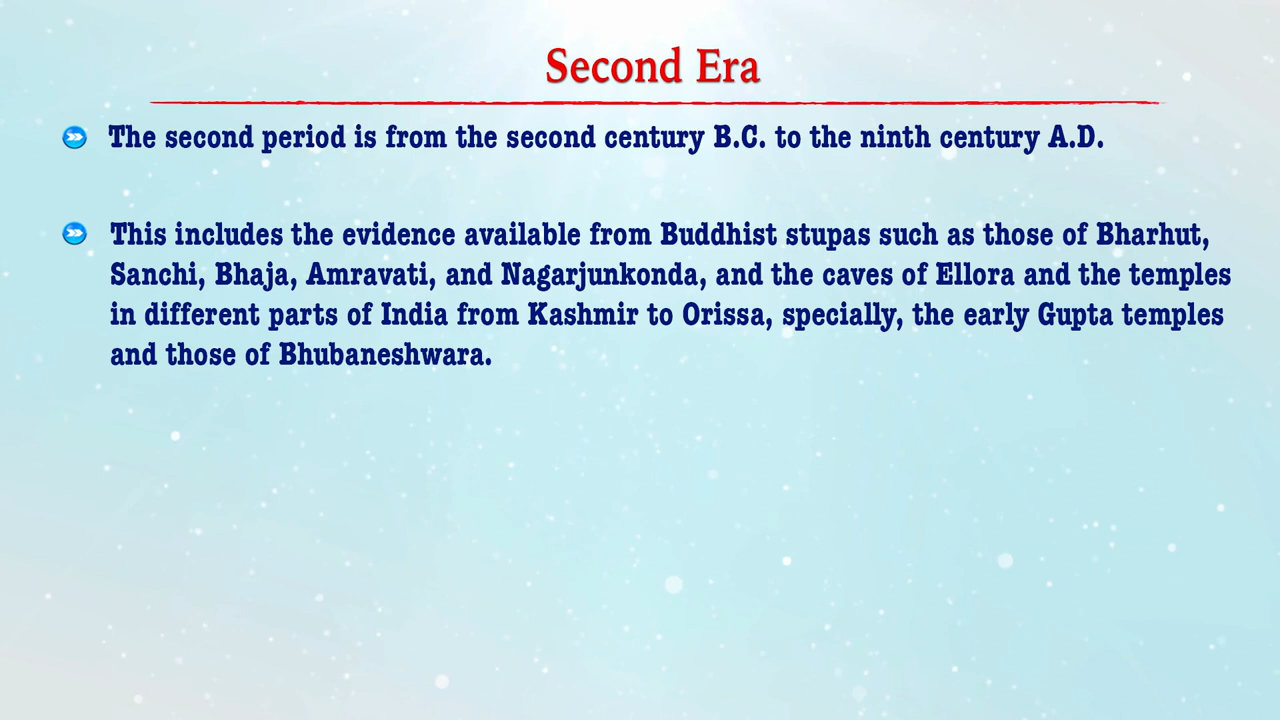 Second Era
The second period is from the second century B.C. to the ninth century A.D.
This includes the evidence available from Buddhist stupas such as those of Bharhut,
Sanchi, Bhaja, Amravati, and Nagarjunkonda, and the caves of Ellora and the temples
in different parts of India from Kashmir to Orissa, specially, the early Gupta temples
and those of Bhubaneshwara.